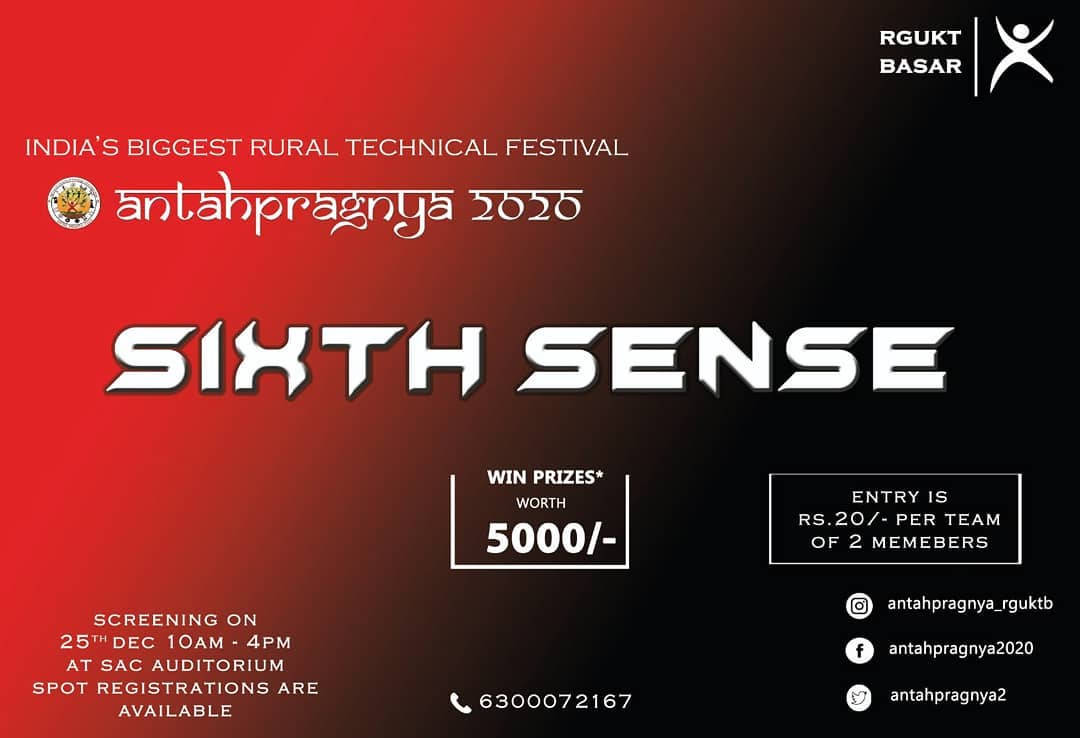 RGUKT
BASAR
INDIA'S BIGGEST RURAL TECHNICAL FESTIVAL
antahpragnya 2020
SIXTH SENSE
WIN PRIZES*
WORTH
5000/-
ENTRY IS
RS.20/- PER TEAM
OF 2 MEMEBERS
SCREENING ON
25TH DEC 10AM - 4PM
AT SAC AUDITORIUM
SPOT REGISTRATIONS ARE
AVAILABLE
6300072167
antahpragnya_rguktb
antahpragnya2020
antahpragnya2